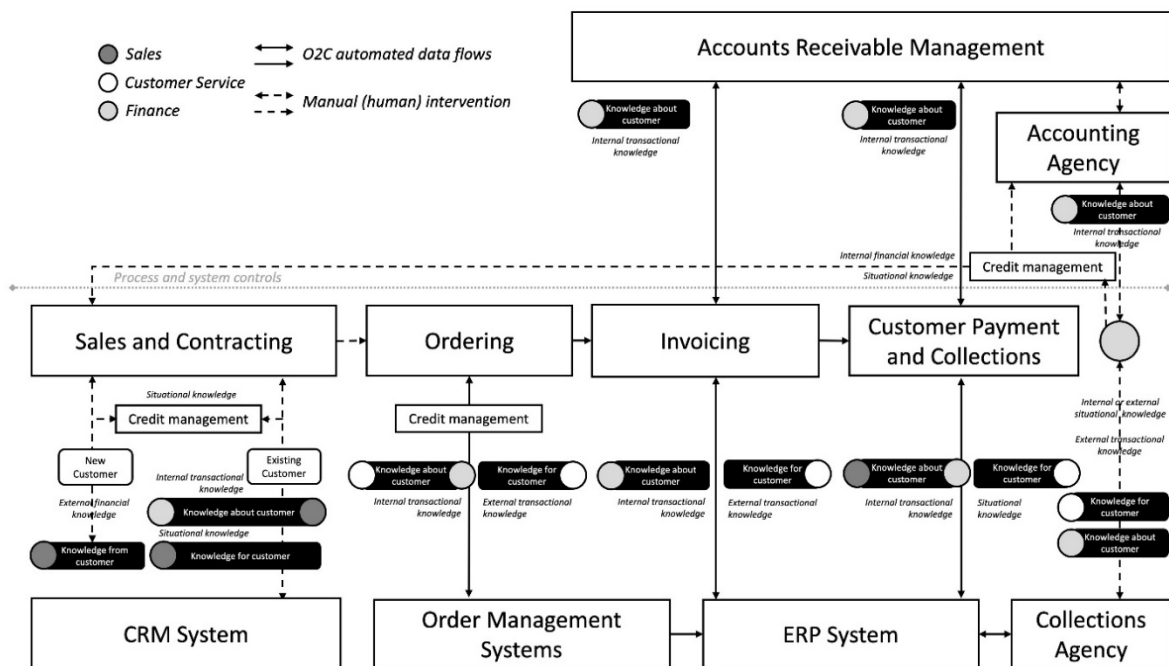 Sales
Customer Service
Finance
O2C automated data flows
Manual (human) intervention
Accounts Receivable Management
Knowledge about
customer
Internal transactional
knowledge
Knowledge about
customer
Internal transactional
knowledge
Accounting
Agency
Knowledge about
customer
Internal transactional
knowledge
Internal financial knowledge
Credit management
Process and system controls
Situational knowledge
Sales and Contracting
Ordering
Invoicing
Customer Payment
and Collections
Situational knowledge
Credit management
Credit management
Internal or external
situational knowledge
External transactional
knowledge
New
Customer
Existing
Customer
Internal transactional
knowledge
External financial
knowledge
Knowledge about customer
Situational knowledge
Knowledge from
customer
Knowledge for customer
Knowledge about
customer
Internal transactional
knowledge
Knowledge for
customer
External transactional
knowledge
Knowledge about
customer
Internal transactional
knowledge
Knowledge for
customer
External transactional
knowledge
Knowledge about
customer
Internal transactional
knowledge
Knowledge for
customer
Situational
knowledge
Knowledge for
customer
Knowledge about
customer
CRM System
Order Management
Systems
ERP System
Collections
Agency